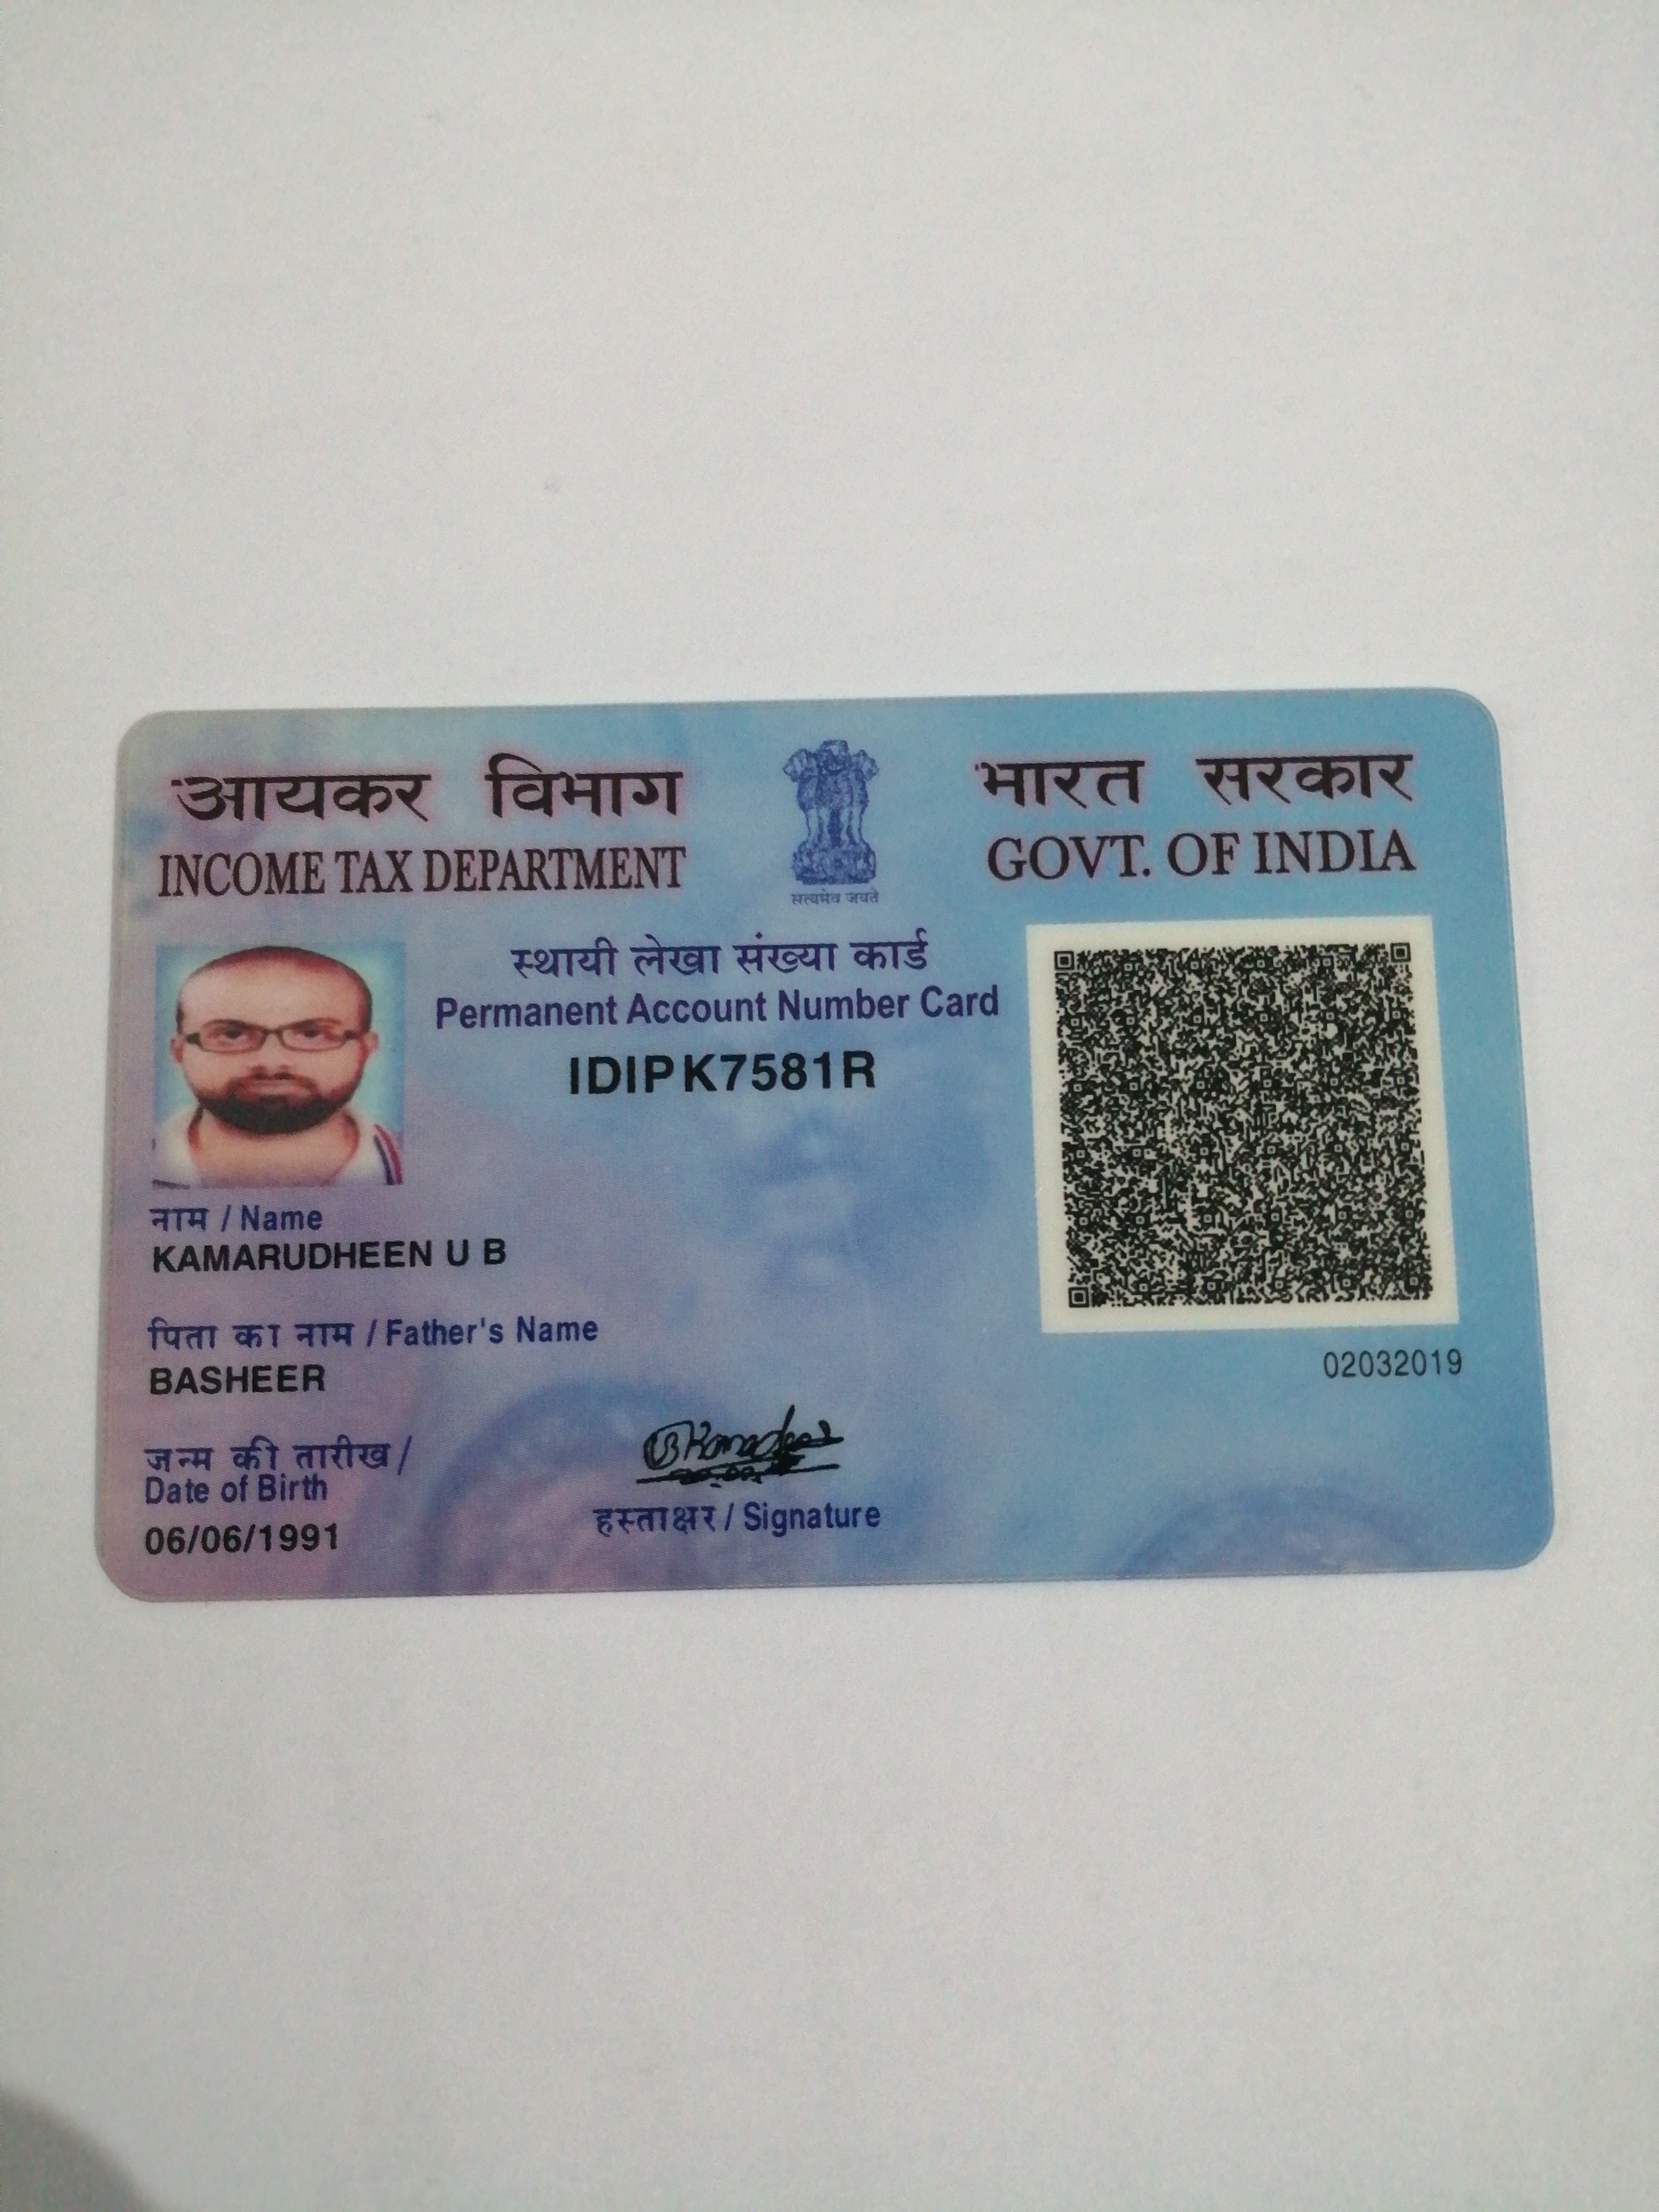 आयकर विभाग
INCOME TAX DEPARTMENT
सत्यमेव जयते
भारत सरकार
GOVT. OF INDIA
स्थायी लेखा संख्या कार्ड
Permanent Account Number Card
IDIPK7581R
नाम / Name
KAMARUDHEEN U B
पिता का नाम / Father's Name
BASHEER
जन्म की तारीख /
Date of Birth
06/06/1991
हस्ताक्षर / Signature
02032019